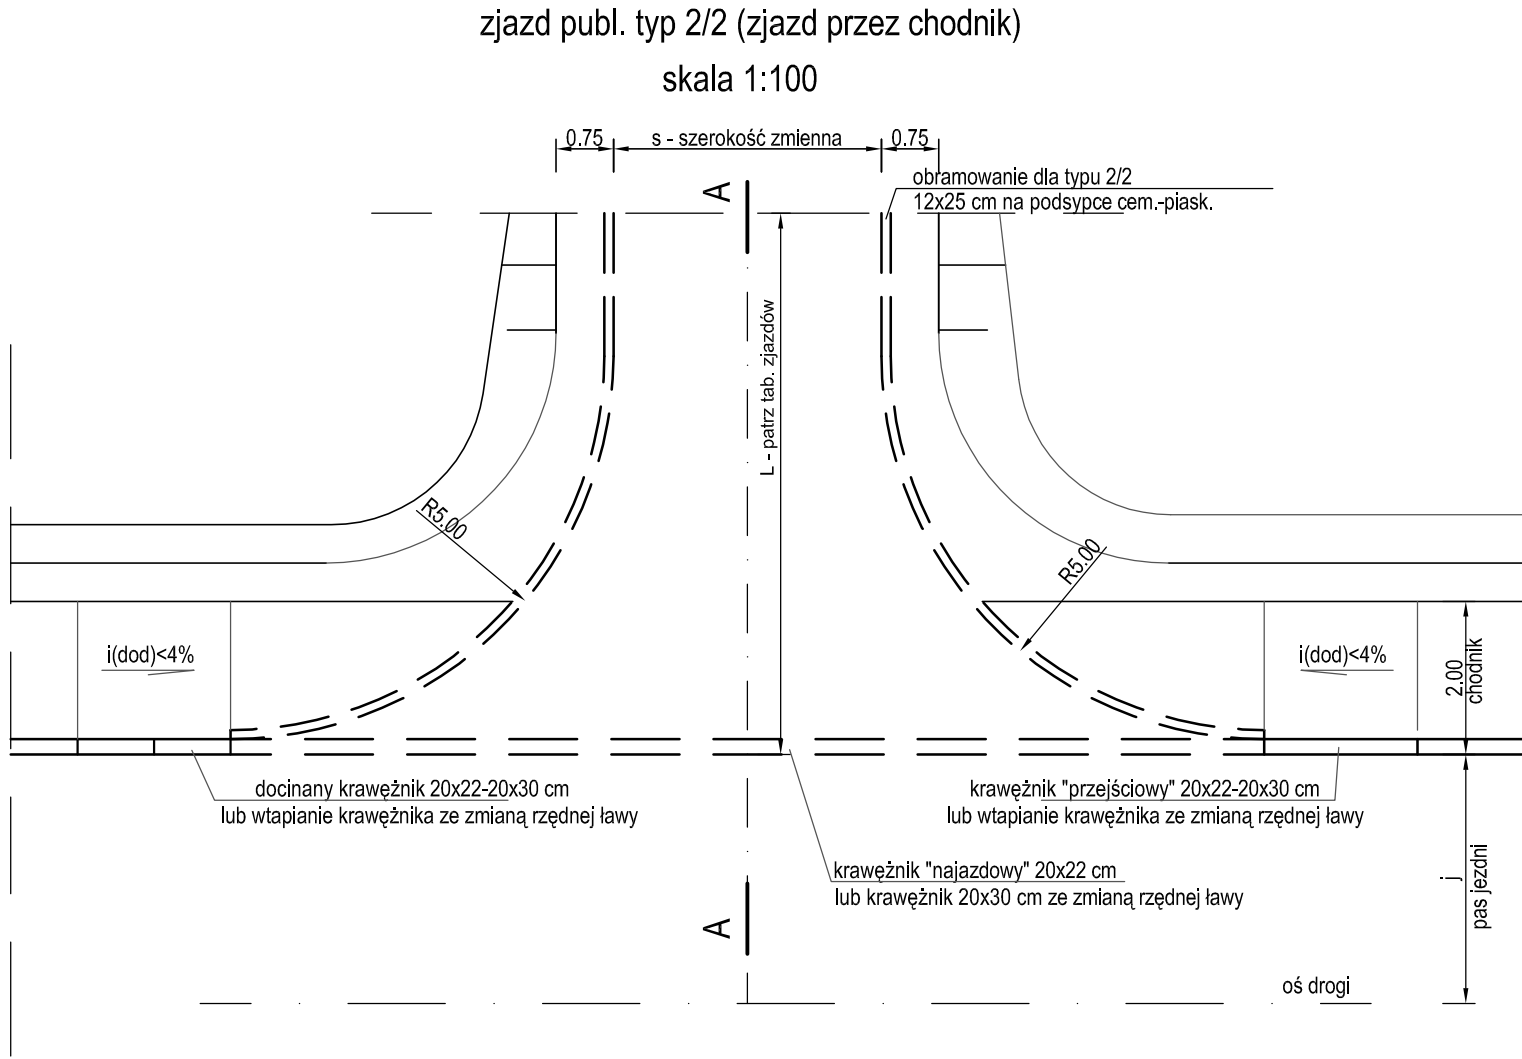 zjazd publ. typ 2/2 (zjazd przez chodnik)
skala 1:100
0.75
s - szerokość zmienna
0.75
obramowanie dla typu 2/2
12x25 cm na podsypce cem.-piask.
A
L - patrz tab. zjazdów
R5.00
R5.00
i(dod)<4%
i(dod)<4%
2.00
chodnik
docinany krawężnik 20x22-20x30 cm
lub wtapianie krawężnika ze zmianą rzędnej ławy
krawężnik "przejściowy" 20x22-20x30 cm
lub wtapianie krawężnika ze zmianą rzędnej ławy
krawężnik "najazdowy" 20x22 cm
lub krawężnik 20x30 cm ze zmianą rzędnej ławy
j
pas jezdni
A
oś drogi